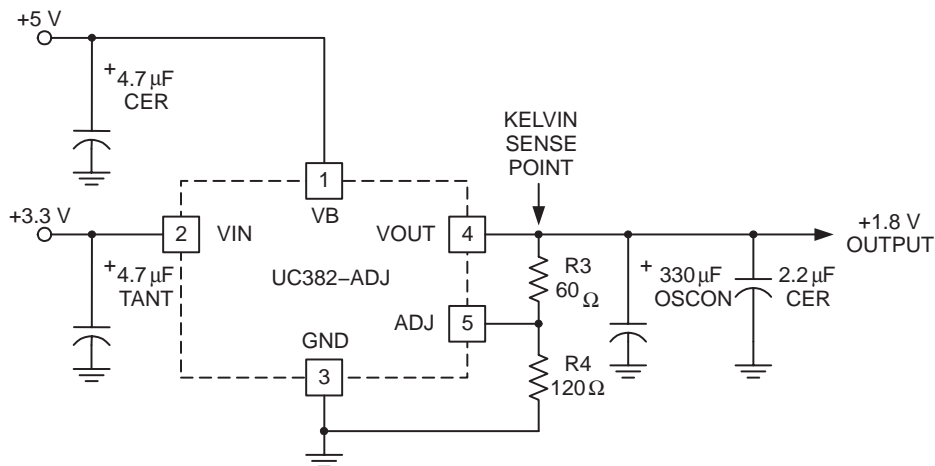 +5 V
+
4.7 µF
CER
KELVIN
SENSE
POINT
1
VB
+3.3 V
2
VIN
VOUT
4
+1.8 V
OUTPUT
+
4.7 µF
TANT
UC382–ADJ
R3
60 Ω
+
330 µF
OSCON
2.2 µF
CER
ADJ
5
GND
3
R4
120 Ω